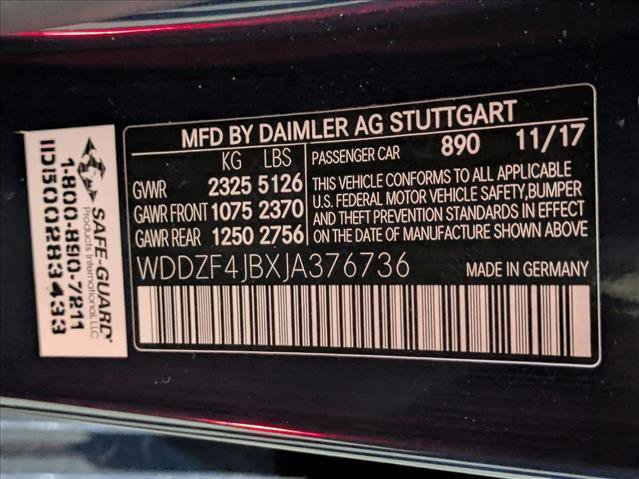 MFD BY DAIMLER AG STUTTGART
KG LBS
GVWR 2325 5126
GAWR FRONT 1075 2370
GAWR REAR 1250 2756
PASSENGER CAR 890 11/17
THIS VEHICLE CONFORMS TO ALL APPLICABLE
U.S. FEDERAL MOTOR VEHICLE SAFETY, BUMPER
AND THEFT PREVENTION STANDARDS IN EFFECT
ON THE DATE OF MANUFACTURE SHOWN ABOVE
WDDZF4JBXJA376736
MADE IN GERMANY
SAFE-GUARD
Products International, LLC
1-800-890-7211
ID1500283433